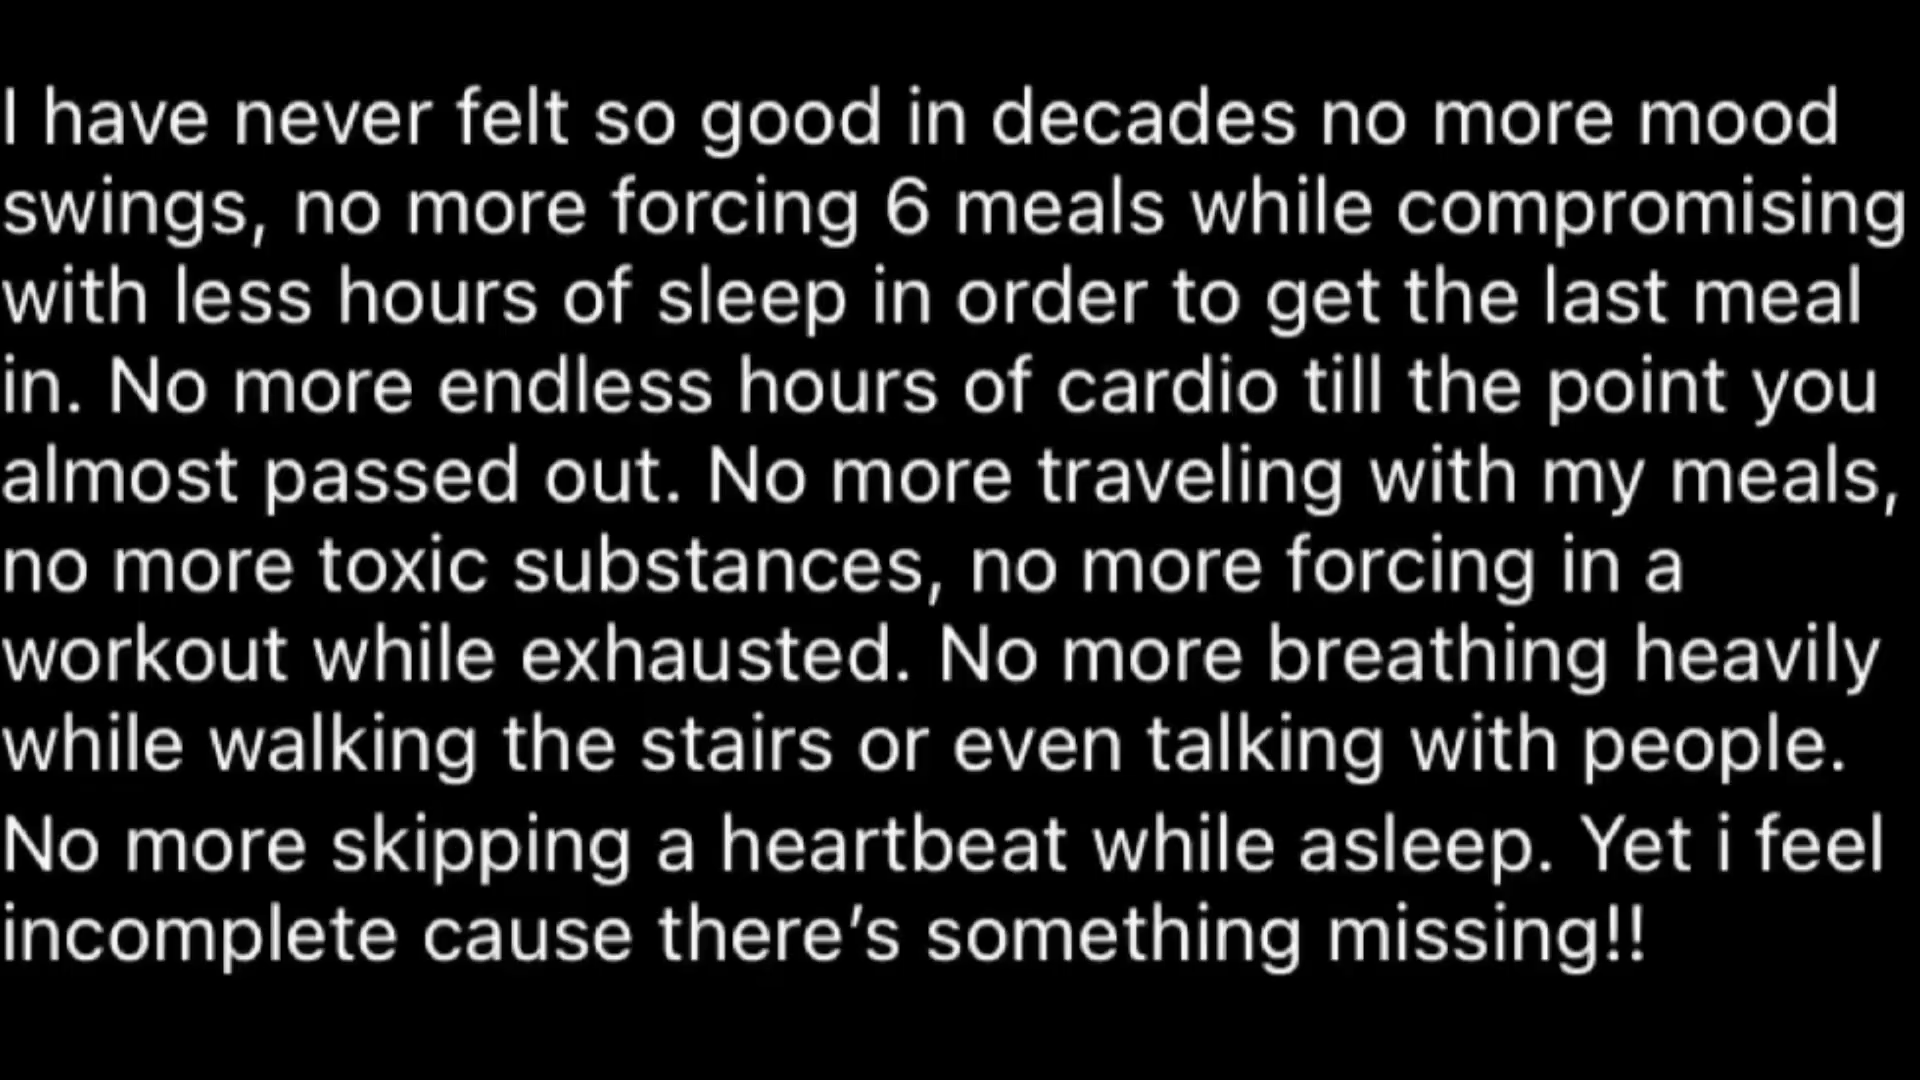 I have never felt so good in decades no more mood
swings, no more forcing 6 meals while compromising
with less hours of sleep in order to get the last meal
in. No more endless hours of cardio till the point you
almost passed out. No more traveling with my meals,
no more toxic substances, no more forcing in a
workout while exhausted. No more breathing heavily
while walking the stairs or even talking with people.
No more skipping a heartbeat while asleep. Yet i feel
incomplete cause there’s something missing!!